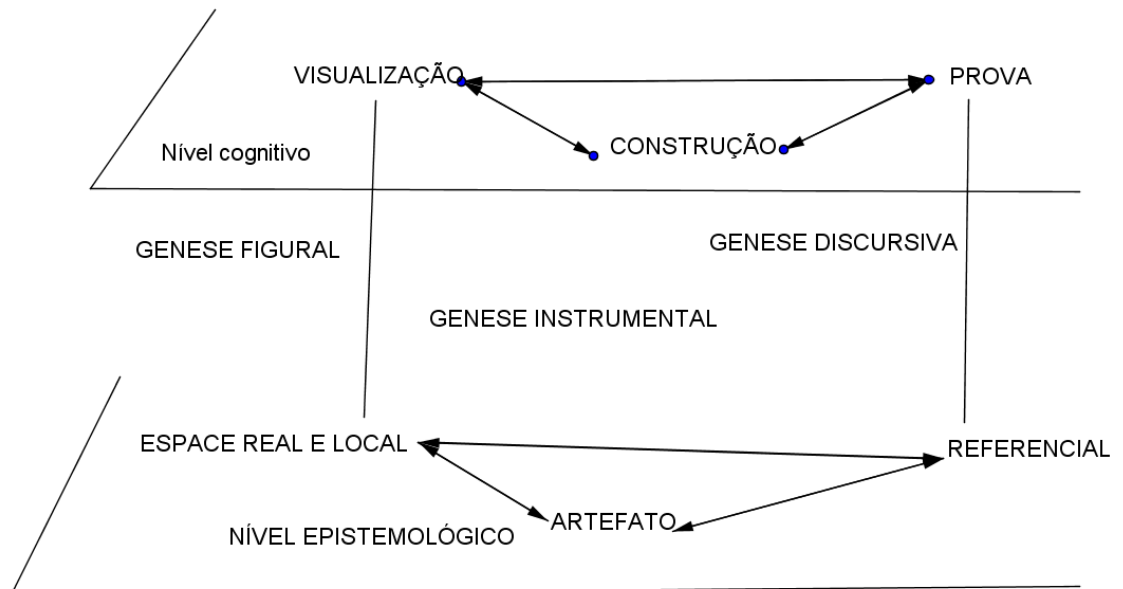 VISUALIZAÇÃO
PROVA
CONSTRUÇÃO
Nível cognitivo
GENESE FIGURAL
GENESE DISCURSIVA
GENESE INSTRUMENTAL
ESPACE REAL E LOCAL
REFERENCIAL
ARTEFATO
NÍVEL EPISTEMOLÓGICO